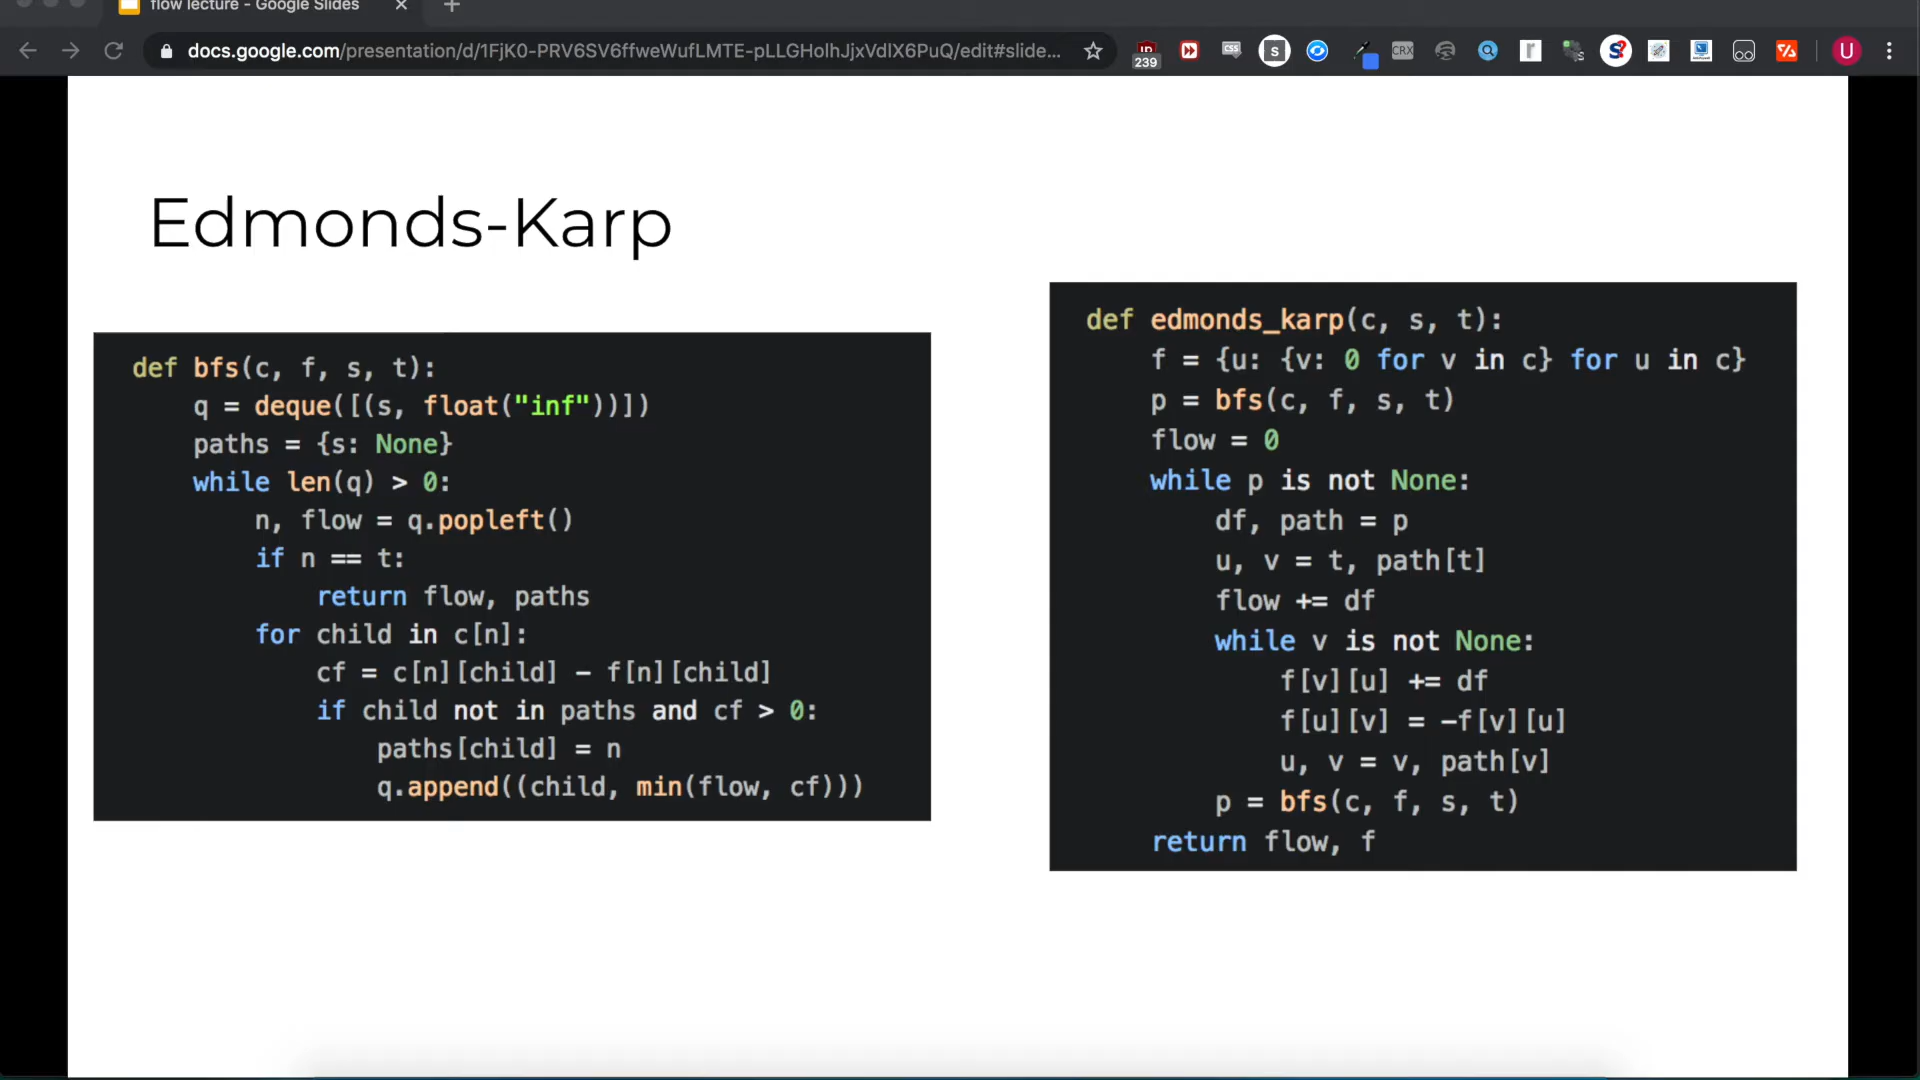 flow lecture - Google Slides
docs.google.com/presentation/d/1FjK0-PRV6SV6ffweWufLMTE-pLLGHolhJjxVdlX6PuQ/edit#slide...
239
CSS
S
CRX
r
S
U
Edmonds-Karp
def bfs(c, f, s, t):
q = deque([(s, float("inf"))])
paths = {s: None}
while len(q) > 0:
n, flow = q.popleft()
if n == t:
return flow, paths
for child in c[n]:
cf = c[n][child] - f[n][child]
if child not in paths and cf > 0:
paths[child] = n
q.append((child, min(flow, cf)))
def edmonds_karp(c, s, t):
f = {u: {v: 0 for v in c} for u in c}
p = bfs(c, f, s, t)
flow = 0
while p is not None:
df, path = p
u, v = t, path[t]
flow += df
while v is not None:
f[v][u] += df
f[u][v] = -f[v][u]
u, v = v, path[v]
p = bfs(c, f, s, t)
return flow, f